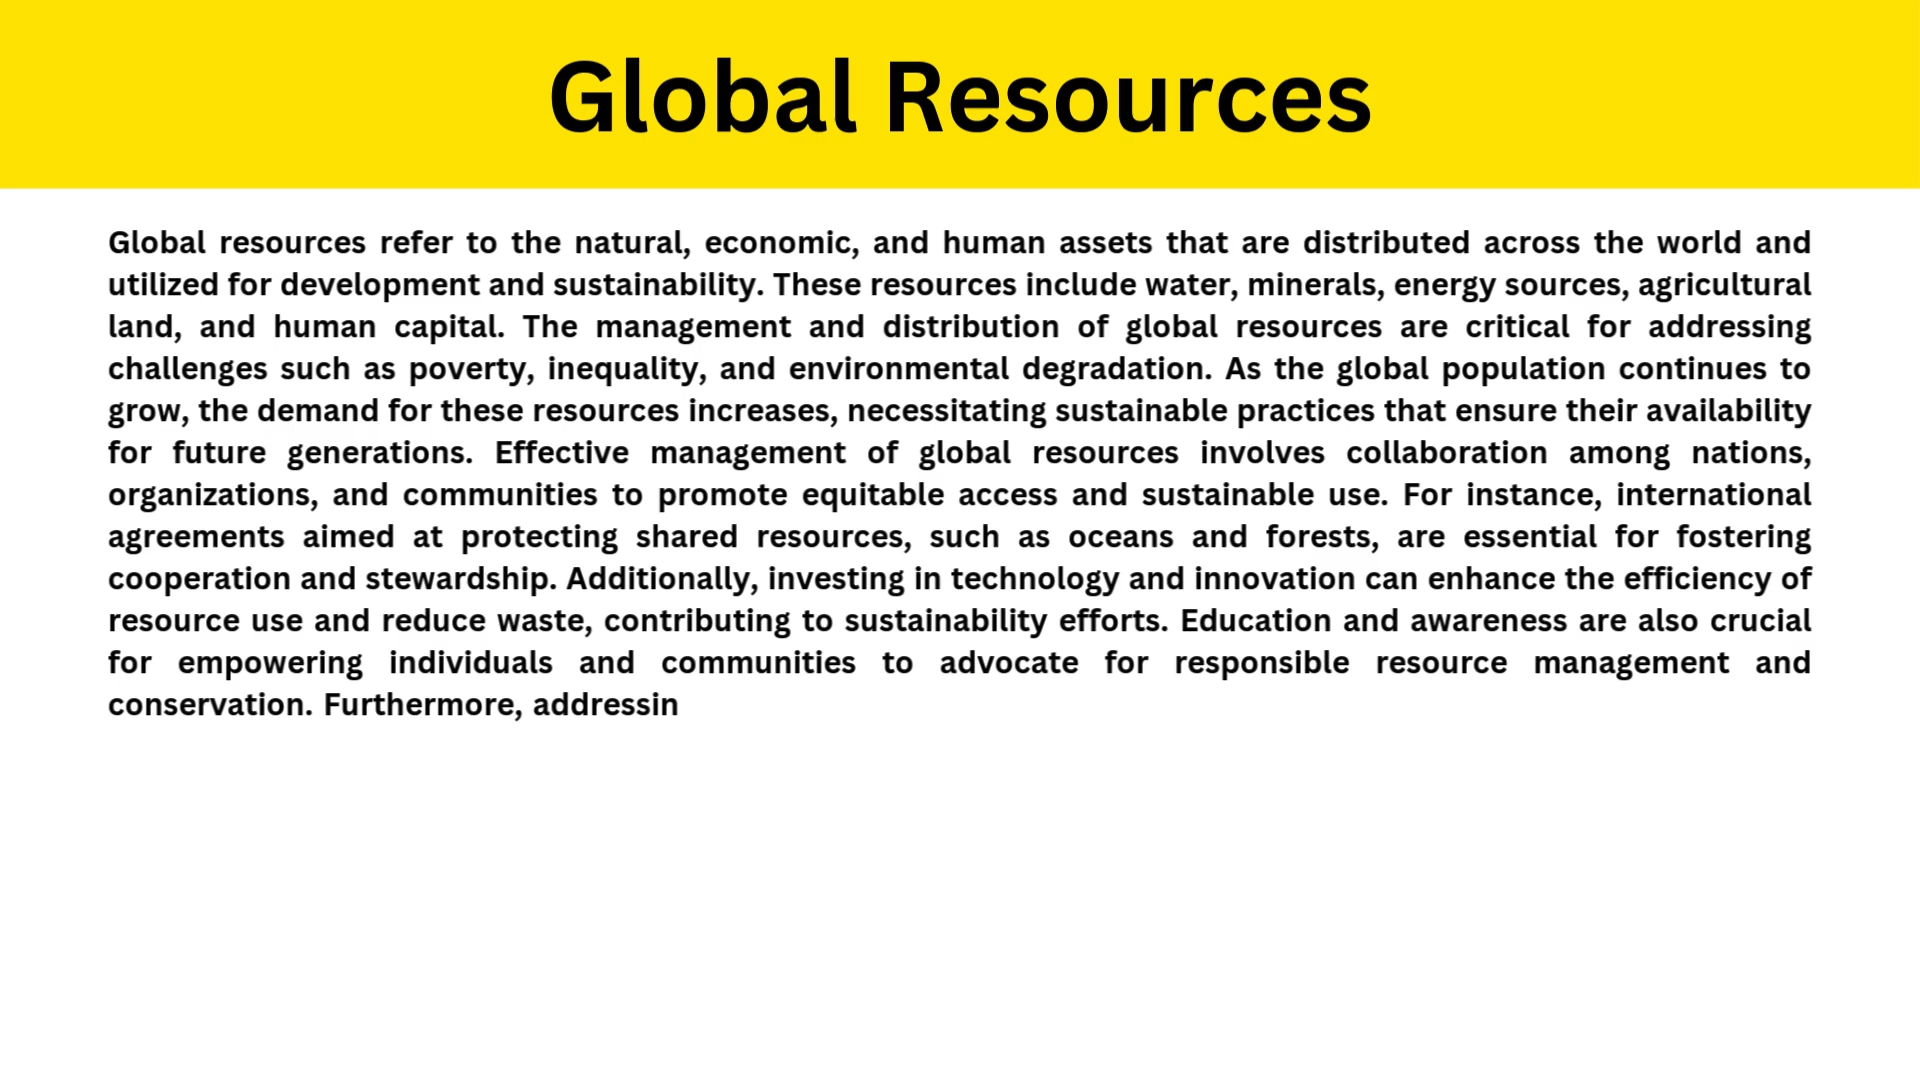 Global Resources
Global resources refer to the natural, economic, and human assets that are distributed across the world and
utilized for development and sustainability. These resources include water, minerals, energy sources, agricultural
land, and human capital. The management and distribution of global resources are critical for addressing
challenges such as poverty, inequality, and environmental degradation. As the global population continues to
grow, the demand for these resources increases, necessitating sustainable practices that ensure their availability
for future generations. Effective management of global resources involves collaboration among nations,
organizations, and communities to promote equitable access and sustainable use. For instance, international
agreements aimed at protecting shared resources, such as oceans and forests, are essential for fostering
cooperation and stewardship. Additionally, investing in technology and innovation can enhance the efficiency of
resource use and reduce waste, contributing to sustainability efforts. Education and awareness are also crucial
for empowering individuals and communities to advocate for responsible resource management and
conservation. Furthermore, addressin